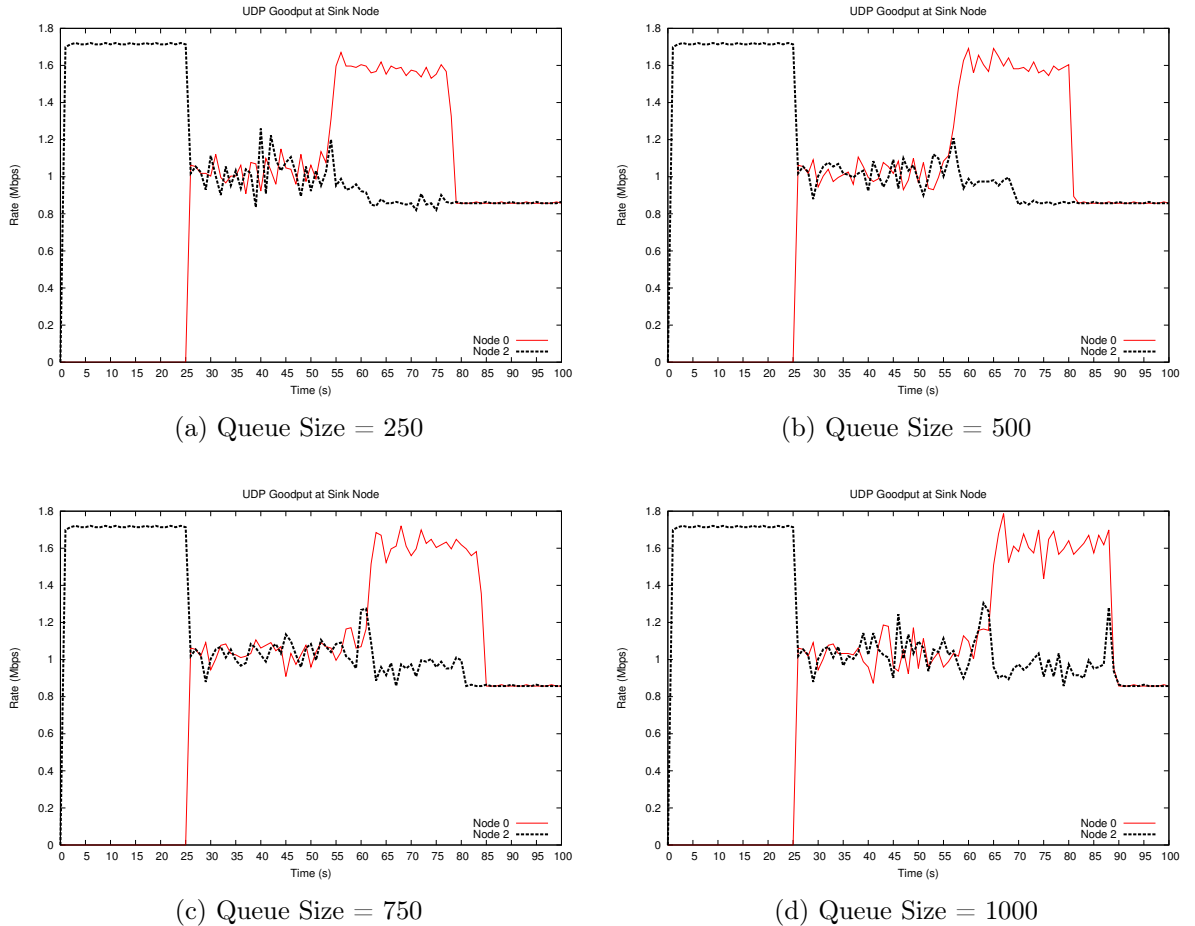 UDP Goodput at Sink Node
1.8
1.6
1.4
1.2
1
0.8
0.6
0.4
0.2
0
Rate (Mbps)
Node 0
Node 2
0 5 10 15 20 25 30 35 40 45 50 55 60 65 70 75 80 85 90 95 100
Time (s)
(a) Queue Size = 250
UDP Goodput at Sink Node
1.8
1.6
1.4
1.2
1
0.8
0.6
0.4
0.2
0
Rate (Mbps)
Node 0
Node 2
0 5 10 15 20 25 30 35 40 45 50 55 60 65 70 75 80 85 90 95 100
Time (s)
(b) Queue Size = 500
UDP Goodput at Sink Node
1.8
1.6
1.4
1.2
1
0.8
0.6
0.4
0.2
0
Rate (Mbps)
Node 0
Node 2
0 5 10 15 20 25 30 35 40 45 50 55 60 65 70 75 80 85 90 95 100
Time (s)
(c) Queue Size = 750
UDP Goodput at Sink Node
1.8
1.6
1.4
1.2
1
0.8
0.6
0.4
0.2
0
Rate (Mbps)
Node 0
Node 2
0 5 10 15 20 25 30 35 40 45 50 55 60 65 70 75 80 85 90 95 100
Time (s)
(d) Queue Size = 1000